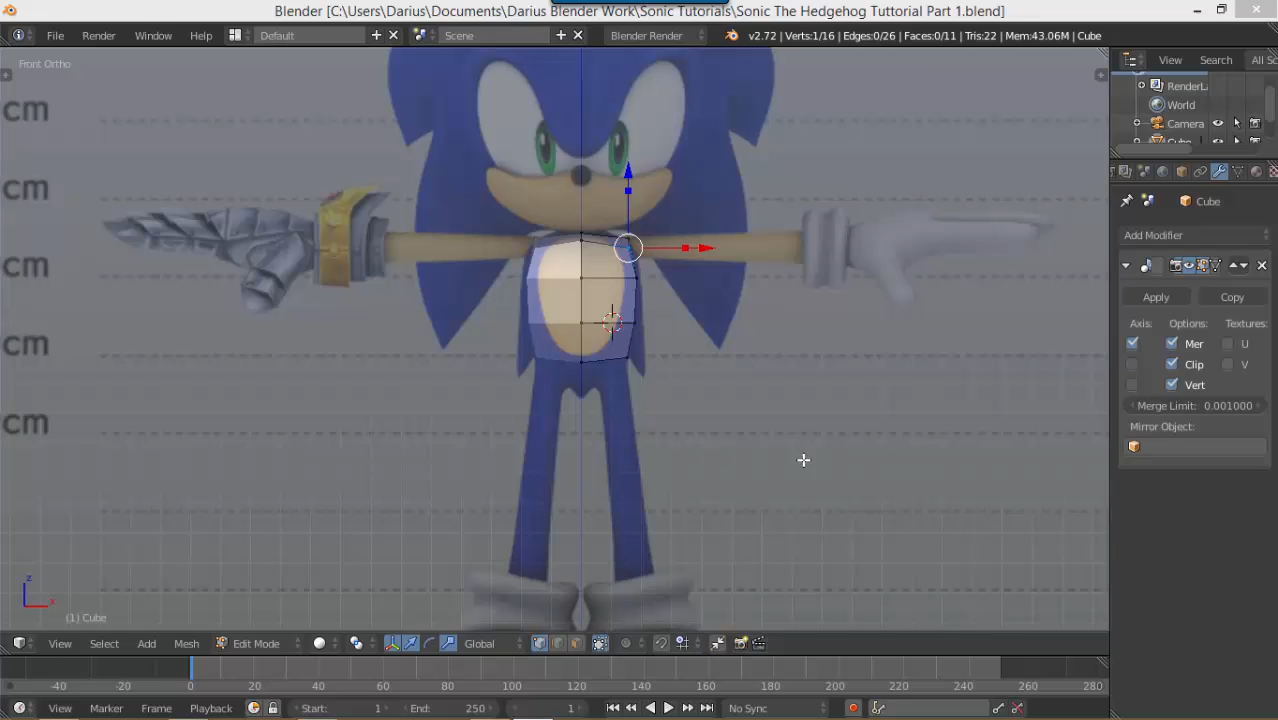 Blender [C:\Users\Darius\Documents\Darius Blender Work\Sonic Tutorials\Sonic The Hedgehog Tuttorial Part 1.blend]
File Render Window Help Default Scene Blender Render v2.72 | Verts:1/16 | Edges:0/26 | Faces:0/11 | Tris:22 | Mem:43.06M | Cube
Front Ortho
View Search All Sc
RenderLa
World
Camera
Cube
cm
cm
cm
cm
cm
Cube
Add Modifier
Apply Copy
Axis: Options: Textures:
Mer U
Clip V
Vert
Merge Limit: 0.001000
Mirror Object:
z
x
(1) Cube
View Select Add Mesh Edit Mode Global
-40 -20 0 20 40 60 80 100 120 140 160 180 200 220 240 260 280
View Marker Frame Playback Start: 1 End: 250 1 No Sync